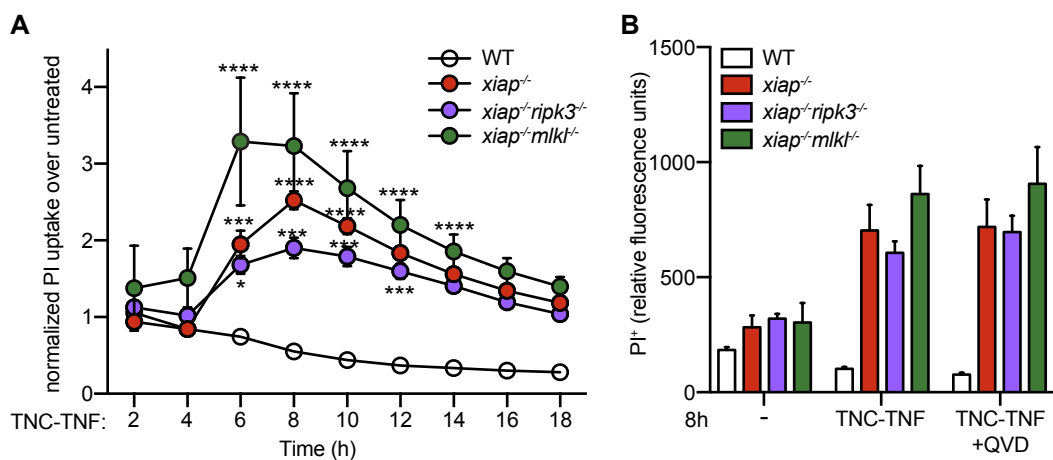 A
normalized PI uptake over untreated
4
3
2
1
0
WT
xiap-/-
xiap-/-ripk3-/-
xiap-/-mlkl-/-
**** **** **** **** ****
*** **** ****
* *** *** ***
TNC-TNF: 2 4 6 8 10 12 14 16 18
Time (h)
B
PI+ (relative fluorescence units)
1500
1000
500
0
WT
xiap-/-
xiap-/-ripk3-/-
xiap-/-mlkl-/-
8h - TNC-TNF TNC-TNF
+QVD